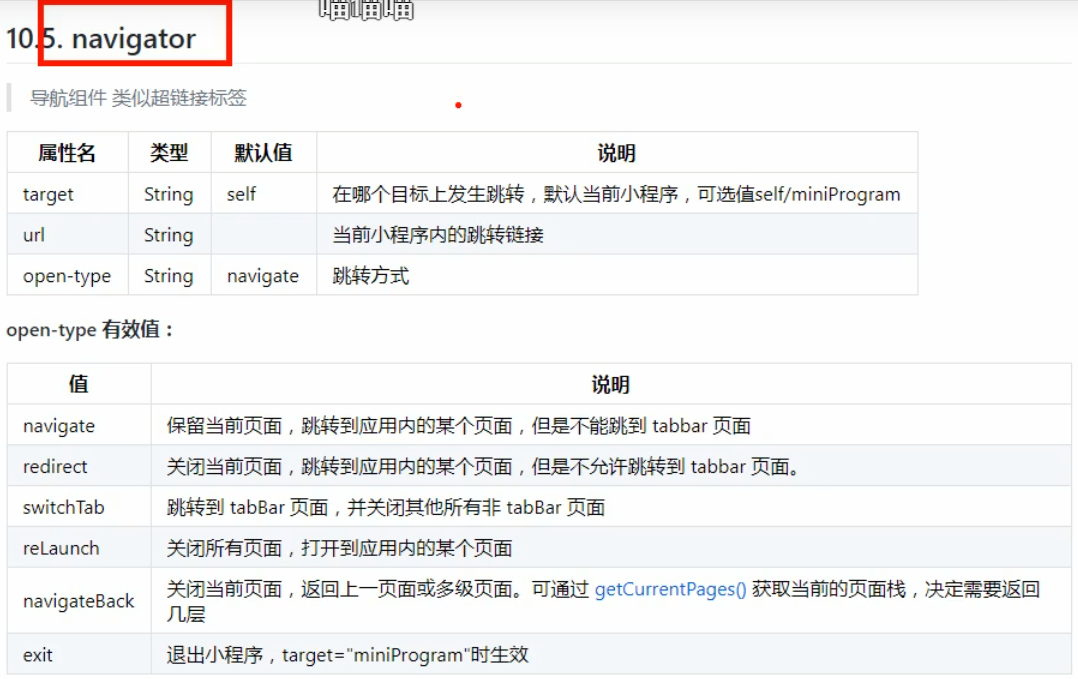 喵喵喵
10.5. navigator
导航组件 类似超链接标签
属性名 类型 默认值 说明
target String self 在哪个目标上发生跳转，默认当前小程序，可选值self/miniProgram
url String 当前小程序内的跳转链接
open-type String navigate 跳转方式
open-type 有效值：
值 说明
navigate 保留当前页面，跳转到应用内的某个页面，但是不能跳到 tabbar 页面
redirect 关闭当前页面，跳转到应用内的某个页面，但是不允许跳转到 tabbar 页面。
switchTab 跳转到 tabBar 页面，并关闭其他所有非 tabBar 页面
reLaunch 关闭所有页面，打开到应用内的某个页面
navigateBack 关闭当前页面，返回上一页面或多级页面。可通过 getCurrentPages() 获取当前的页面栈，决定需要返回
几层
exit 退出小程序，target="miniProgram"时生效